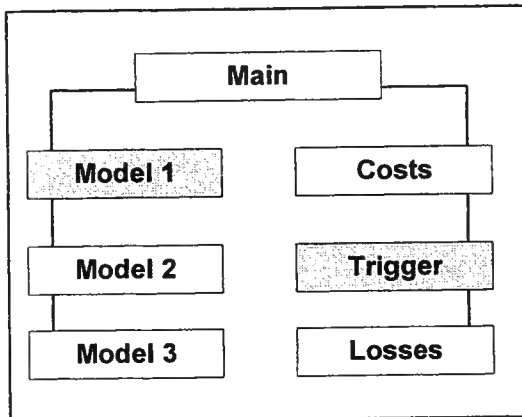 Main
Model 1
Costs
Model 2
Trigger
Model 3
Losses